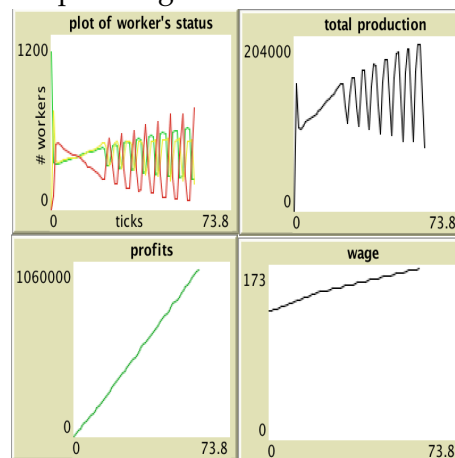 plot of worker's status
1200
# workers
0
0
ticks
73.8
total production
204000
0
0
73.8
profits
1060000
0
0
73.8
wage
173
0
0
73.8